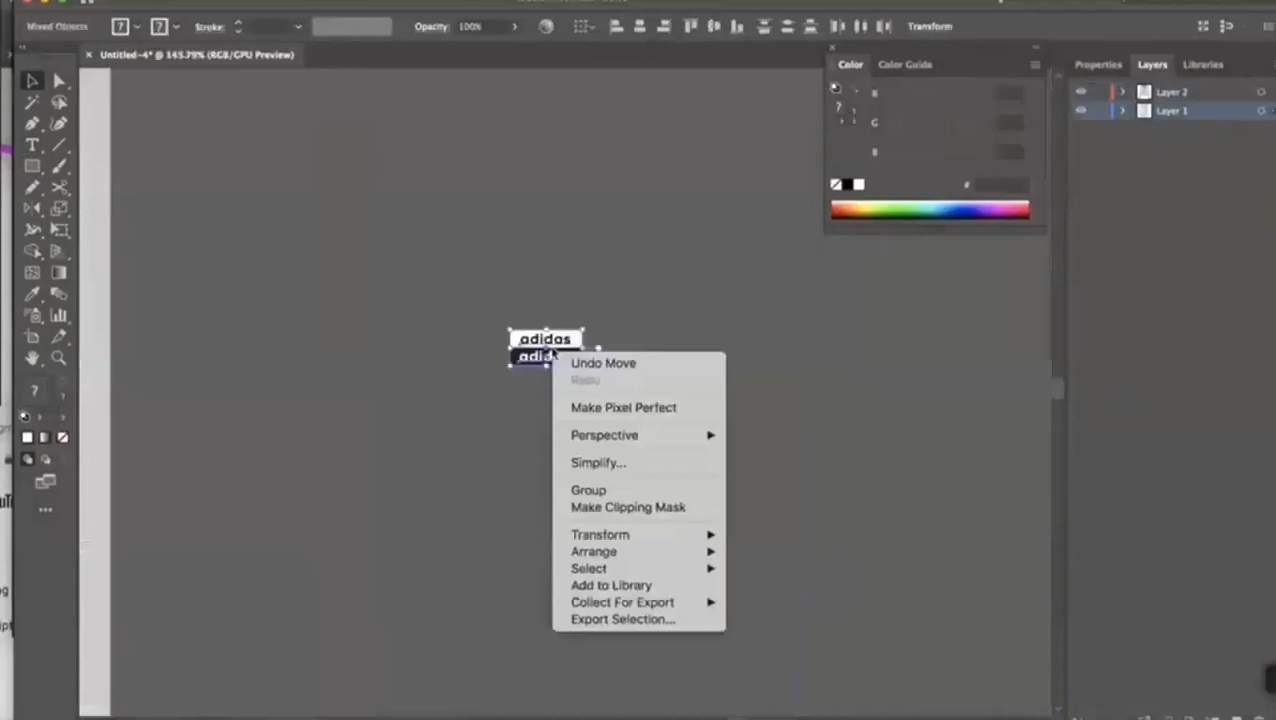 Mixed Objects ? ? Stroke: Opacity: 100% Transform
× Untitled-4* @ 145.79% (RGB/GPU Preview)
Color Color Guide
Properties Layers Libraries
R
G
B
#
Layer 2
Layer 1
adidas
adid
Undo Move
Redo
Make Pixel Perfect
Perspective
Simplify...
Group
Make Clipping Mask
Transform
Arrange
Select
Add to Library
Collect For Export
Export Selection...